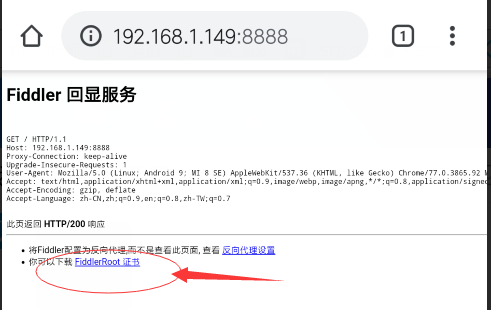 192.168.1.149:8888
1
Fiddler 回显服务
GET / HTTP/1.1
Host: 192.168.1.149:8888
Proxy-Connection: keep-alive
Upgrade-Insecure-Requests: 1
User-Agent: Mozilla/5.0 (Linux; Android 9; MI 8 SE) AppleWebKit/537.36 (KHTML, like Gecko) Chrome/77.0.3865.92 M
Accept: text/html,application/xhtml+xml,application/xml;q=0.9,image/webp,image/apng,*/*;q=0.8,application/signed
Accept-Encoding: gzip, deflate
Accept-Language: zh-CN,zh;q=0.9,en;q=0.8,zh-TW;q=0.7
此页返回 HTTP/200 响应
将Fiddler配置为反向代理,而不是查看此页面, 查看 反向代理设置
你可以下载 FiddlerRoot 证书